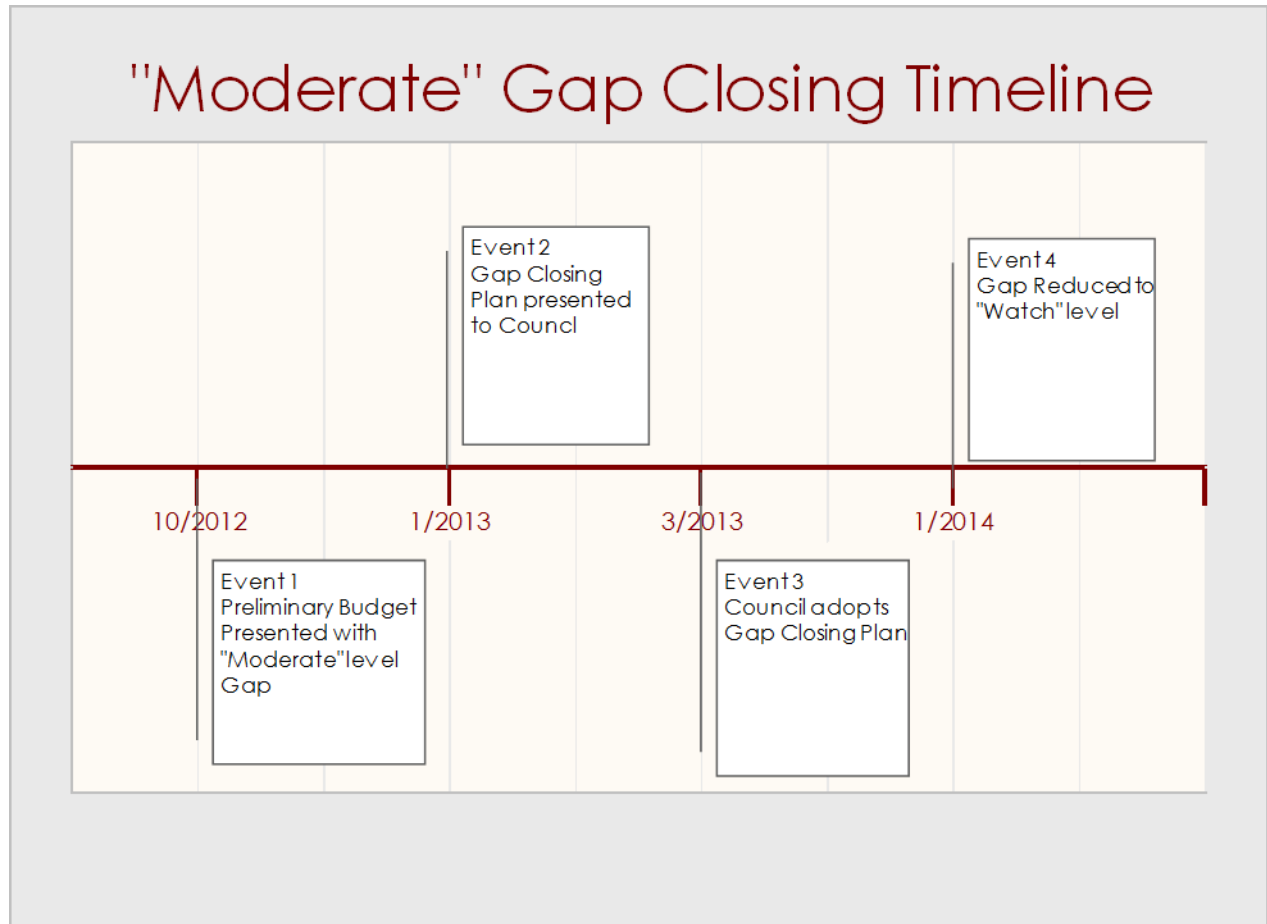 "Moderate" Gap Closing Timeline
Event 2
Gap Closing
Plan presented
to Councl
Event 4
Gap Reduced to
"Watch" level
10/2012
1/2013
3/2013
1/2014
Event 1
Preliminary Budget
Presented with
"Moderate" level
Gap
Event 3
Council adopts
Gap Closing Plan